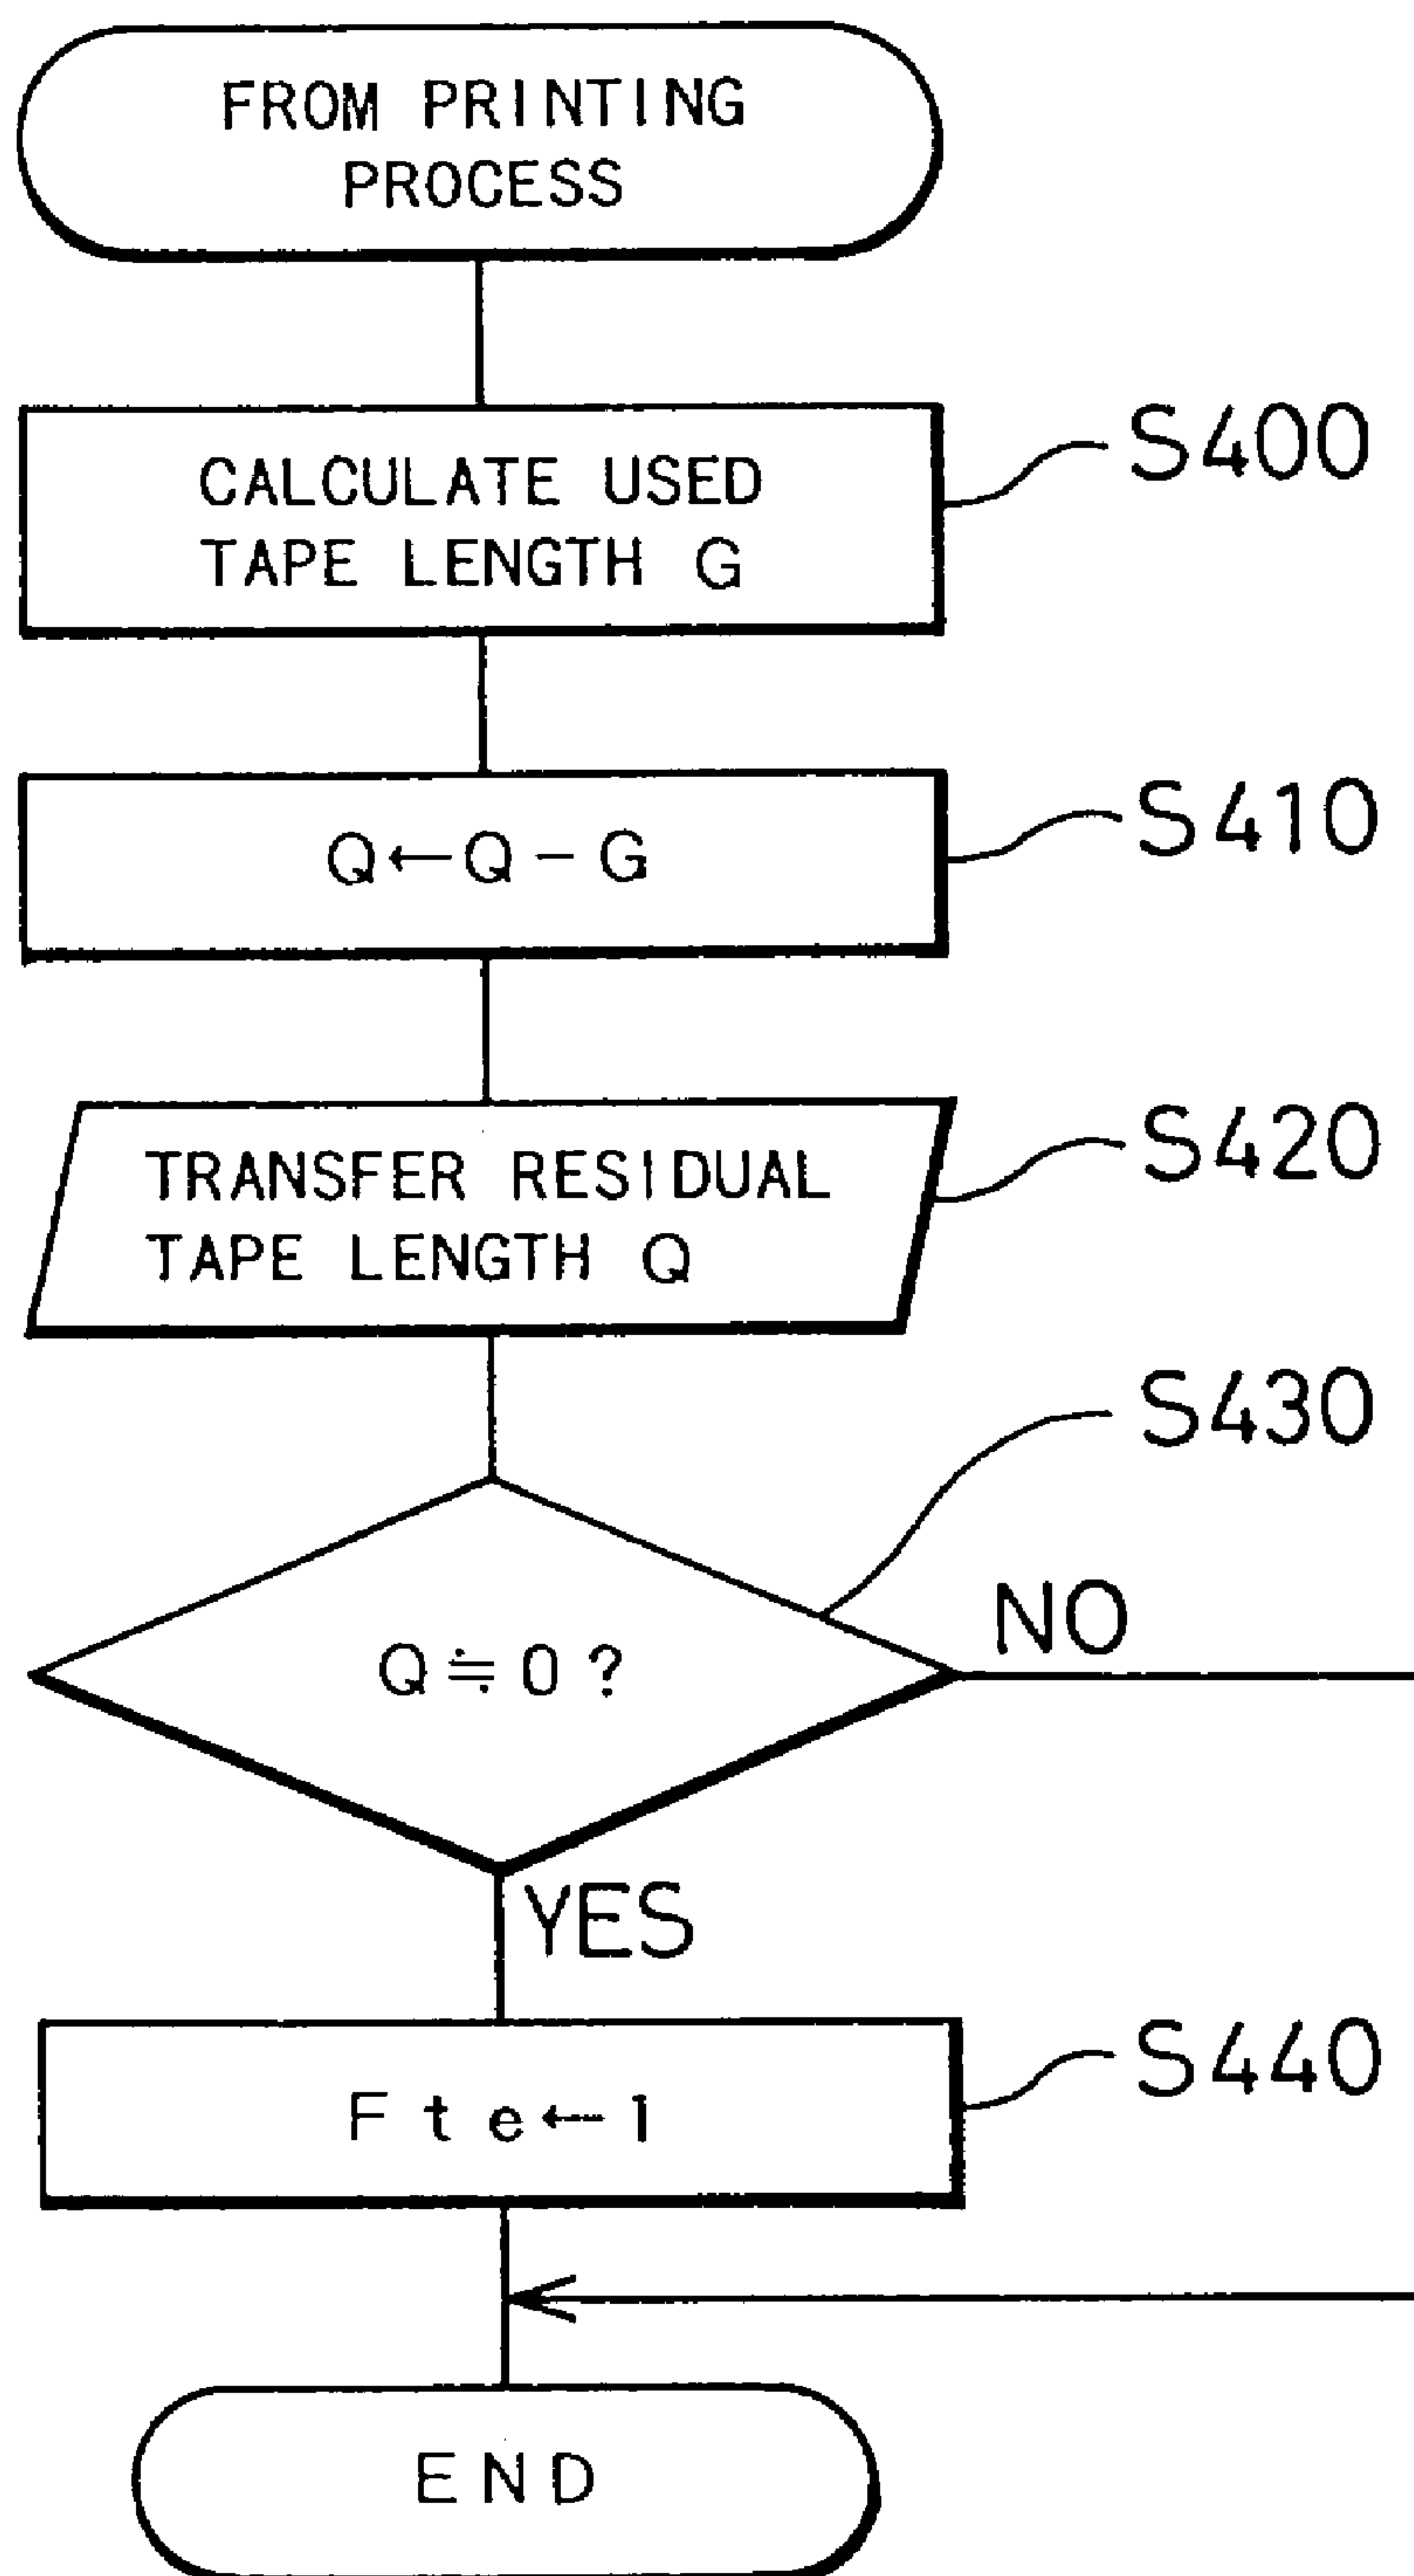 FROM PRINTING
PROCESS
CALCULATE USED
TAPE LENGTH G
S400
Q←Q-G
S410
TRANSFER RESIDUAL
TAPE LENGTH Q
S420
S430
Q≒0?
NO
YES
Fte←1
S440
END